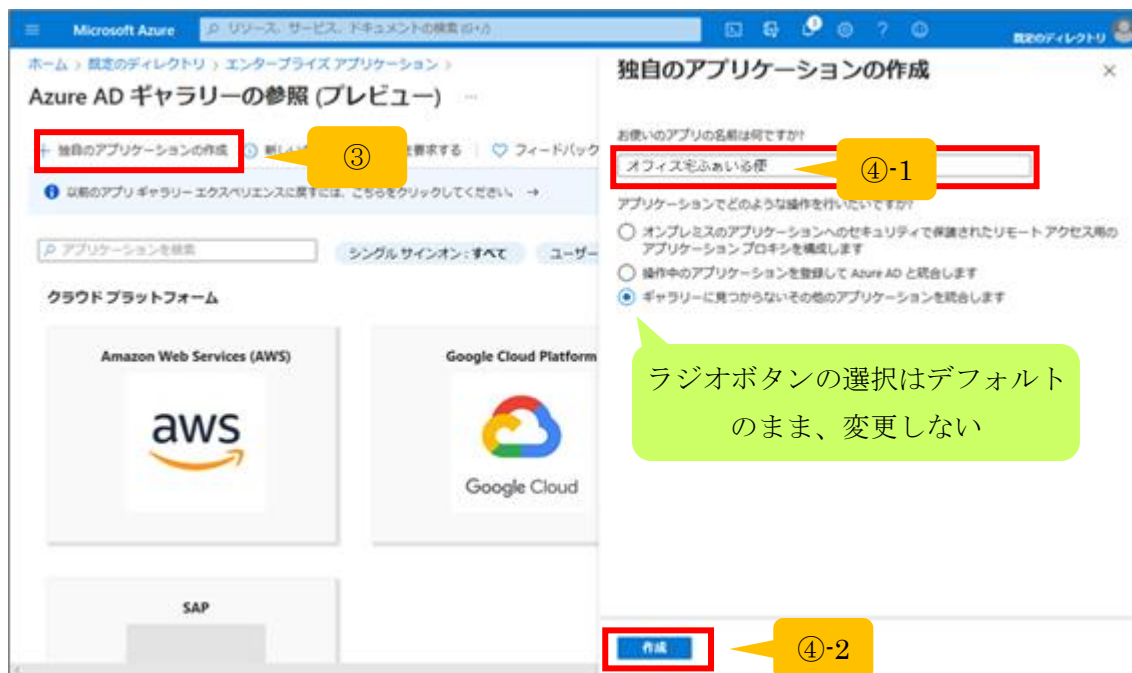 Microsoft Azure
リソース、サービス、ドキュメントの検索 (G+/)
既定のディレクトリ
ホーム > 既定のディレクトリ > エンタープライズ アプリケーション >
Azure AD ギャラリーの参照 (プレビュー) ...
+ 独自のアプリケーションの作成
を要求する
フィードバック
③
以前のアプリ ギャラリー エクスペリエンスに戻すには、こちらをクリックしてください。 →
アプリケーションを検索
シングル サインオン : すべて
ユーザー
クラウド プラットフォーム
Amazon Web Services (AWS)
aws
Google Cloud Platform
Google Cloud
SAP
独自のアプリケーションの作成
×
お使いのアプリの名前は何ですか?
オフィス宅ふぁいる便
④-1
アプリケーションでどのような操作を行いたいですか?
オンプレミスのアプリケーションへのセキュリティで保護されたリモート アクセス用の
アプリケーション プロキシを構成します
操作中のアプリケーションを登録して Azure AD と統合します
ギャラリーに見つからないその他のアプリケーションを統合します
ラジオボタンの選択はデフォルト
のまま、変更しない
作成
④-2